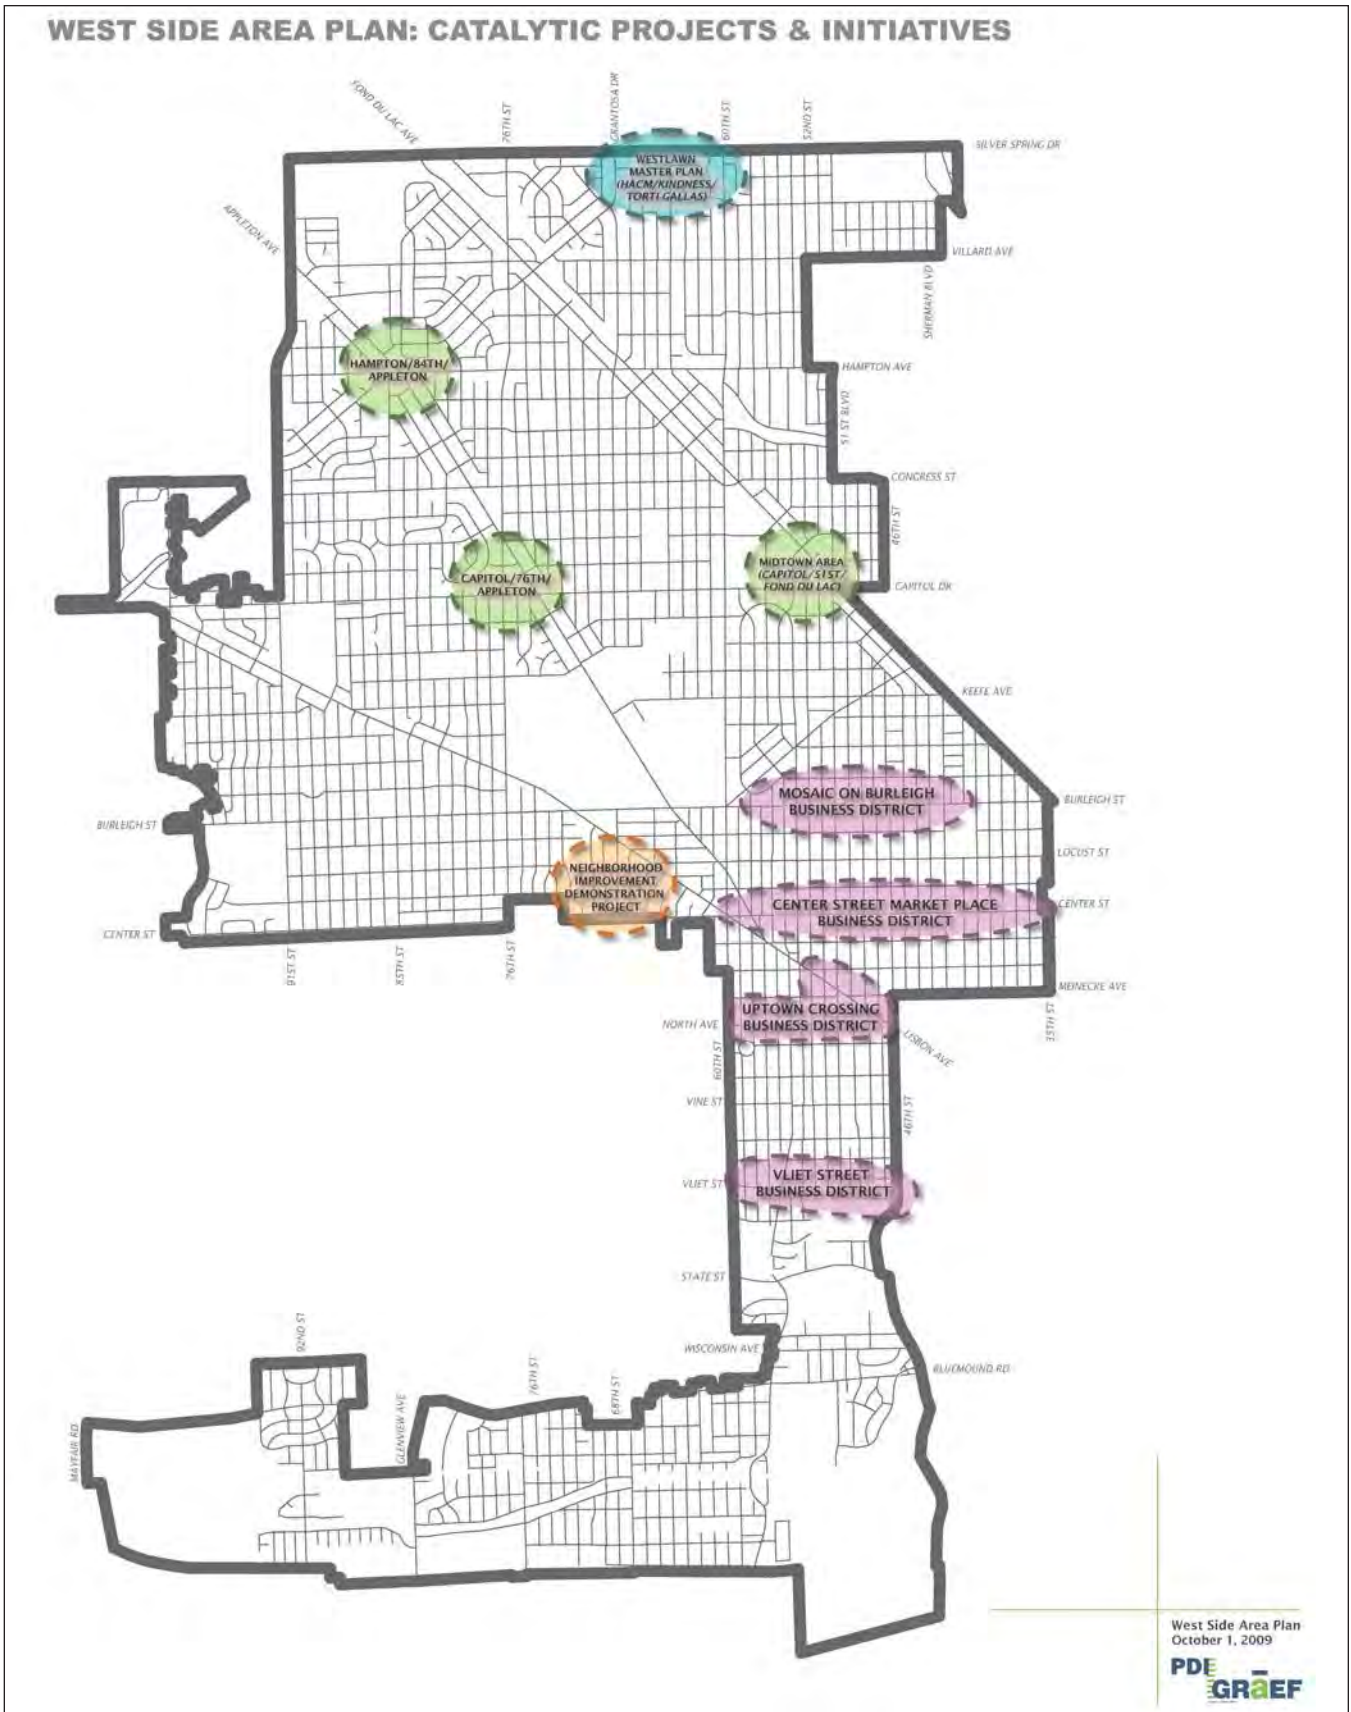 WEST SIDE AREA PLAN: CATALYTIC PROJECTS & INITIATIVES
FOND DU LAC AVE
76TH ST
GRANTOSA DR
60TH ST
52ND ST
SILVER SPRING DR
WESTLAWN
MASTER PLAN
(HACM/KINDNESS/
TORTI GALLAS)
APPLETON AVE
VILLARD AVE
SHERMAN BLVD
HAMPTON/84TH/
APPLETON
HAMPTON AVE
51ST BLVD
CONGRESS ST
46TH ST
CAPITOL/76TH/
APPLETON
MIDTOWN AREA
(CAPITOL/51ST/
FOND DU LAC)
CAPITOL DR
KEEFE AVE
MOSAIC ON BURLEIGH
BUSINESS DISTRICT
BURLEIGH ST
BURLEIGH ST
LOCUST ST
NEIGHBORHOOD
IMPROVEMENT
DEMONSTRATION
PROJECT
CENTER STREET MARKET PLACE
BUSINESS DISTRICT
CENTER ST
CENTER ST
91ST ST
85TH ST
76TH ST
MEINECKE AVE
UPTOWN CROSSING
BUSINESS DISTRICT
NORTH AVE
35TH ST
LISBON AVE
60TH ST
VINE ST
46TH ST
VLIET STREET
BUSINESS DISTRICT
VLIET ST
STATE ST
92ND ST
WISCONSIN AVE
BLUEMOUND RD
76TH ST
68TH ST
GLENVIEW AVE
MAYFAIR RD
West Side Area Plan
October 1, 2009
PDI
GRāEF